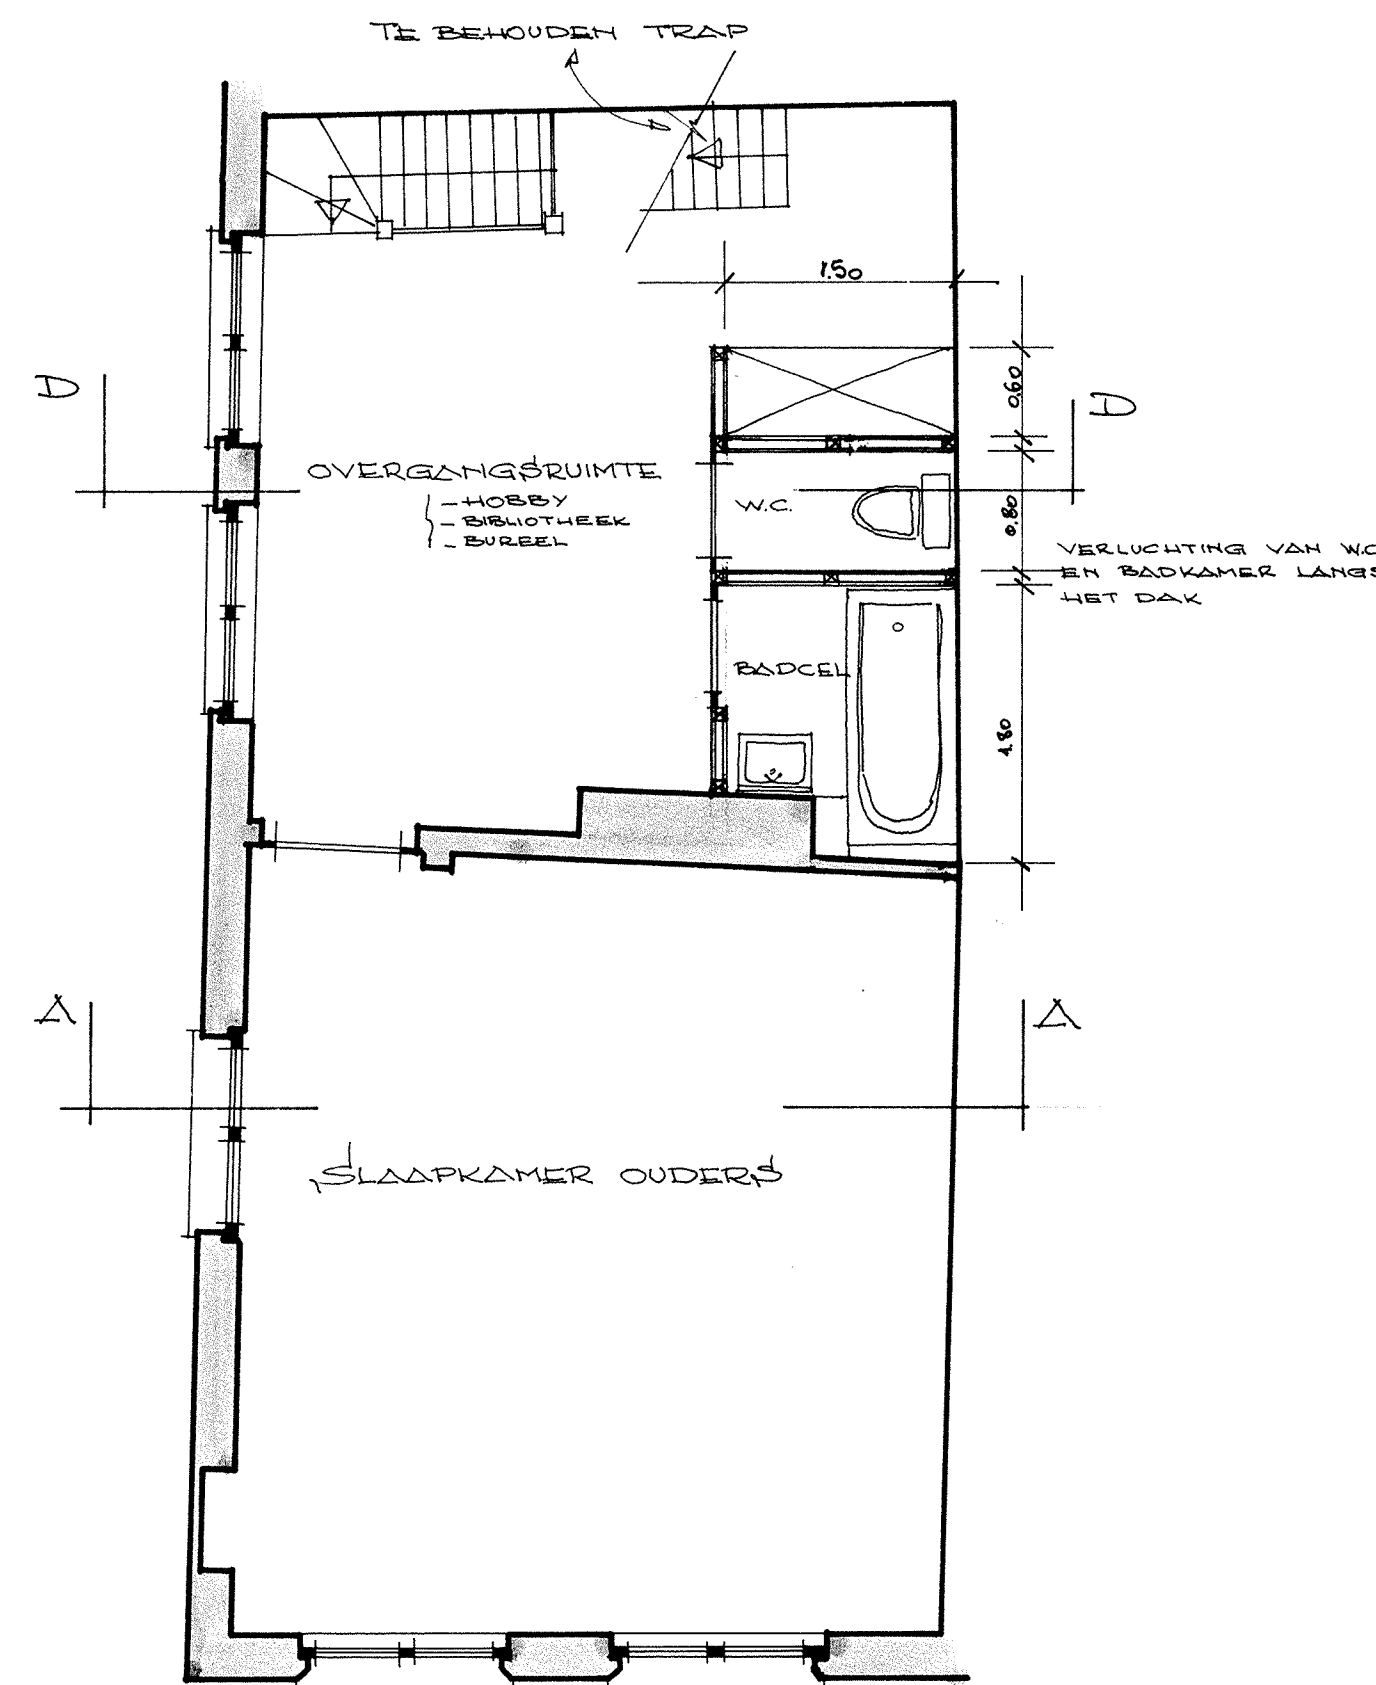 TE BEHOUDEN TRAP
1.50
0.60
D
D
OVERGANGSRUIMTE
- HOBBY
- BIBLIOTHEEK
- BUREEL
W.C.
0.80
VERLUCHTING VAN W.C
EN BADKAMER LANGS
HET DAK
BADCEL
1.80
A
A
SLAAPKAMER OUDERS